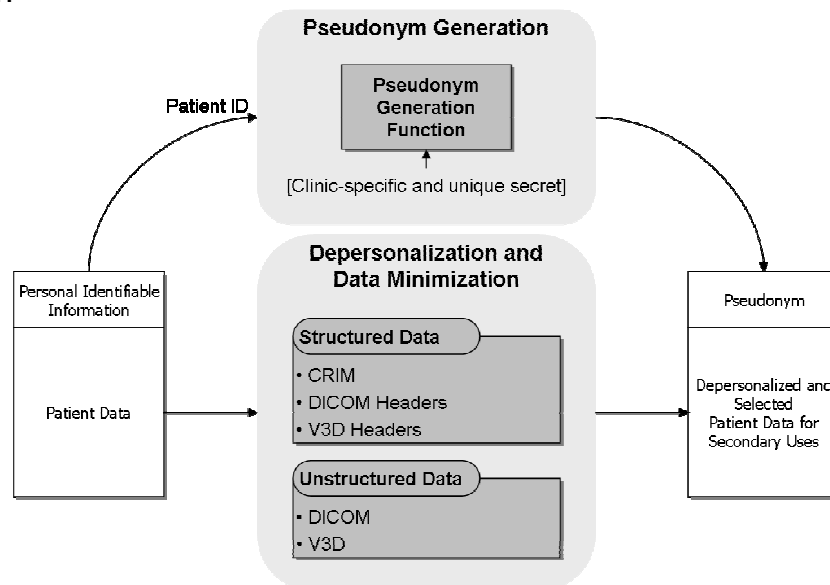 Pseudonym Generation
Pseudonym
Generation
Function
Patient ID
[Clinic-specific and unique secret]
Personal Identifiable
Information
Patient Data
Depersonalization and
Data Minimization
Structured Data
• CRIM
• DICOM Headers
• V3D Headers
Unstructured Data
• DICOM
• V3D
Pseudonym
Depersonalized and
Selected
Patient Data for
Secondary Uses